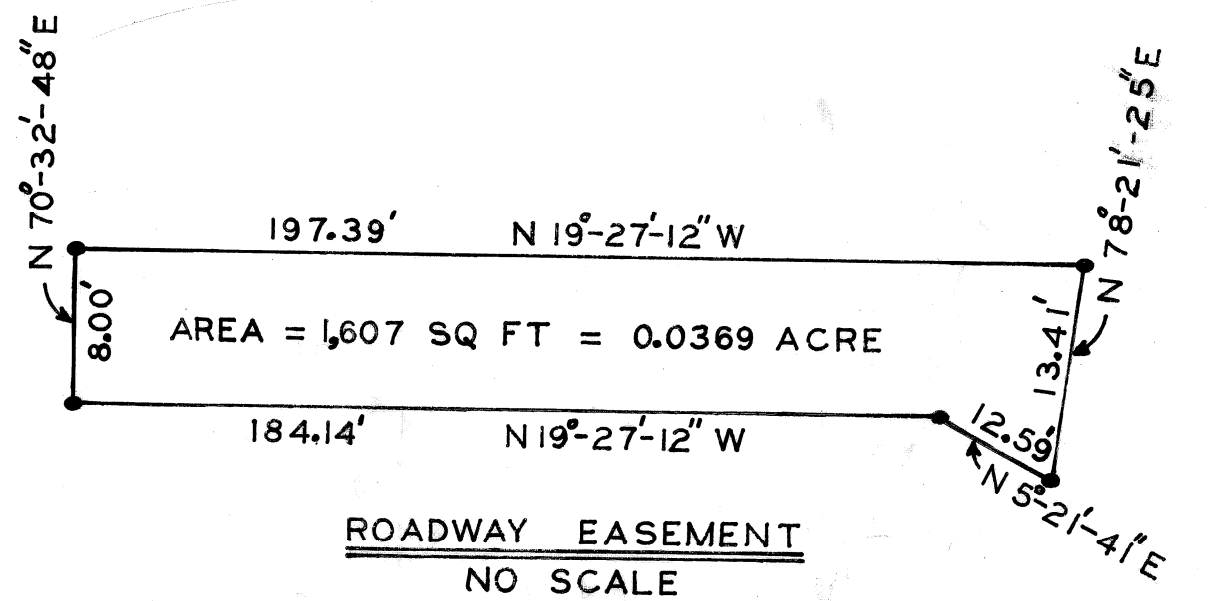 N 70°-32'-48" E
N 78°-21'-25" E
197.39' N 19°-27'-12" W
8.00'
AREA = 1,607 SQ FT = 0.0369 ACRE
13.41'
184.14' N 19°-27'-12" W
12.59'
N 5°-21'-41" E
ROADWAY EASEMENT
NO SCALE